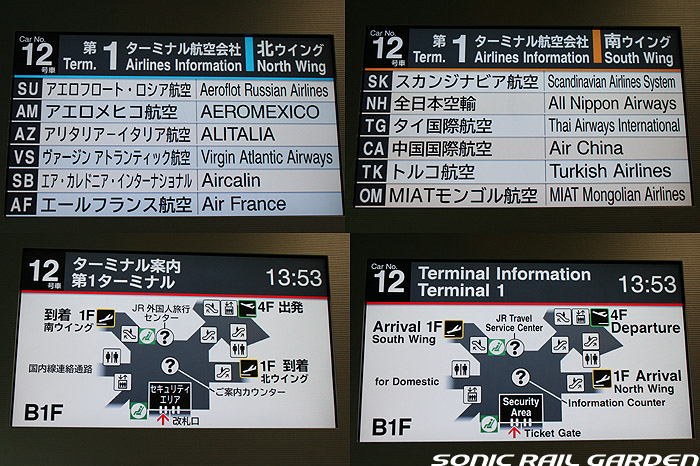 Car No.
12
号車
第1ターミナル航空会社
Term. 1 Airlines Information
北ウイング
North Wing
SU アエロフロート・ロシア航空 Aeroflot Russian Airlines
AM アエロメヒコ航空 AEROMEXICO
AZ アリタリアーイタリア航空 ALITALIA
VS ヴァージン アトランティック航空 Virgin Atlantic Airways
SB エア・カレドニア・インターナショナル Aircalin
AF エールフランス航空 Air France
Car No.
12
号車
第1ターミナル航空会社
Term. 1 Airlines Information
南ウイング
South Wing
SK スカンジナビア航空 Scandinavian Airlines System
NH 全日本空輸 All Nippon Airways
TG タイ国際航空 Thai Airways International
CA 中国国際航空 Air China
TK トルコ航空 Turkish Airlines
OM MIATモンゴル航空 MIAT Mongolian Airlines
12
号車
ターミナル案内
第1ターミナル
13:53
到着 1F
南ウイング
JR 外国人旅行
センター
4F 出発
国内線連絡通路
1F 到着
北ウイング
ご案内カウンター
セキュリティ
エリア
改札口
B1F
Car No.
12
号車
Terminal Information
Terminal 1
13:53
Arrival 1F
South Wing
JR Travel
Service Center
4F
Departure
for Domestic
1F Arrival
North Wing
Information Counter
Security
Area
Ticket Gate
B1F
SONIC RAIL GARDEN